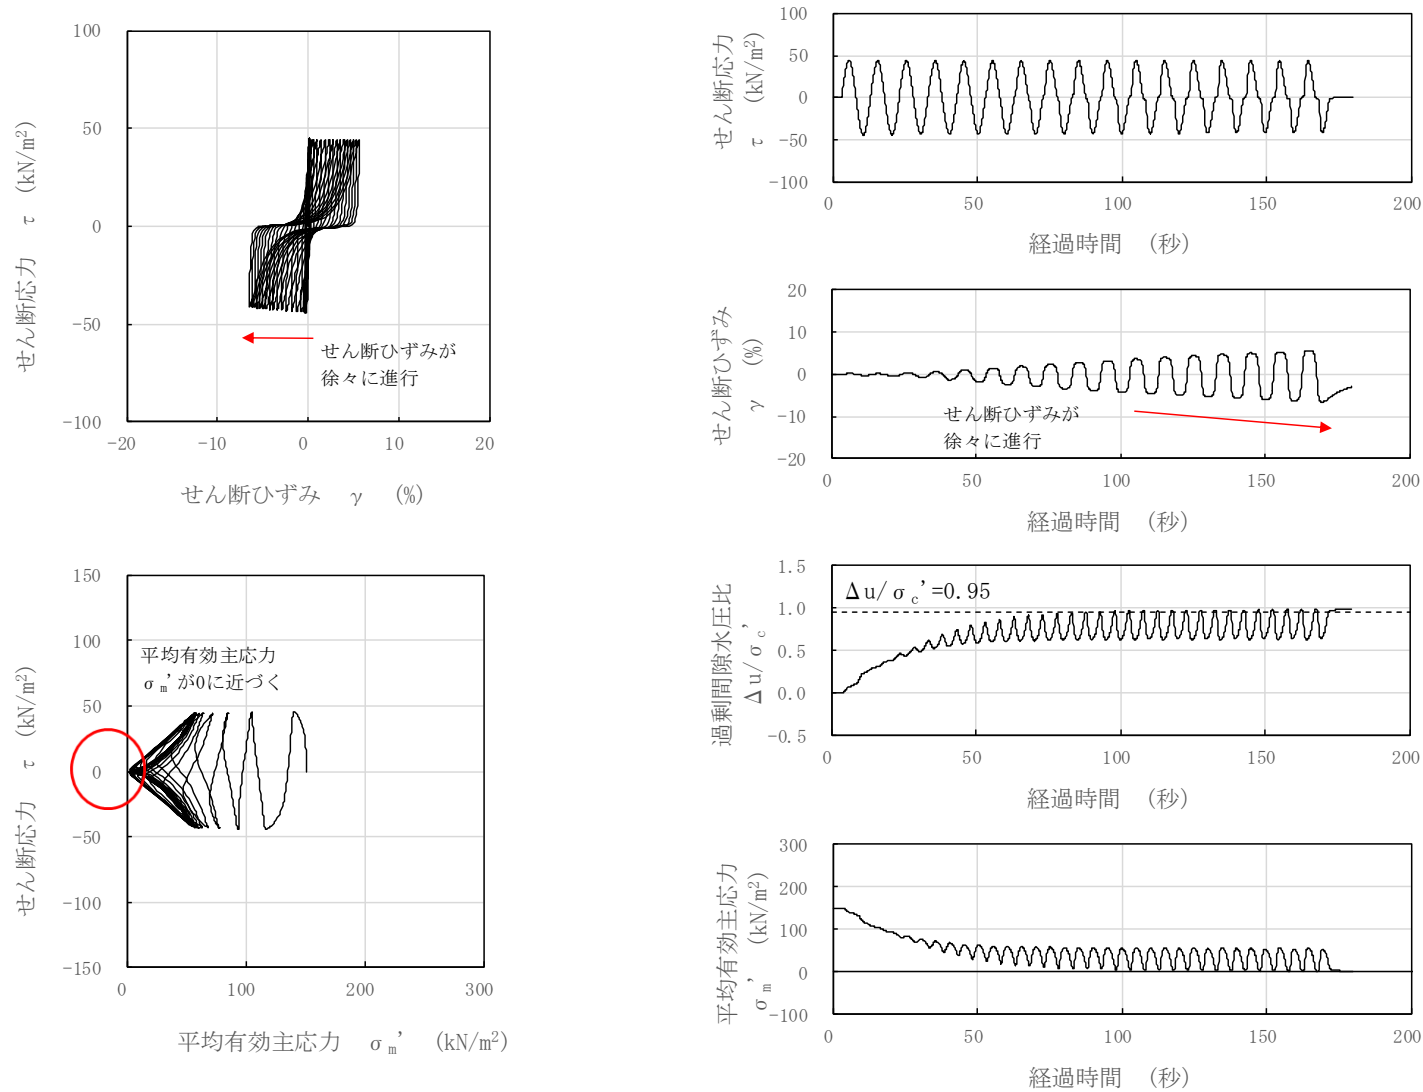 せん断応力 τ (kN/m²)
100
50
0
-50
-100
-20
-10
0
10
20
せん断ひずみ γ (%)
せん断ひずみが
徐々に進行
せん断応力 τ (kN/m²)
150
100
50
0
-50
-100
-150
0
100
200
300
平均有効主応力 σm' (kN/m²)
平均有効主応力
σm'が0に近づく
せん断応力
τ (kN/m²)
100
50
0
-50
-100
0
50
100
150
200
経過時間 (秒)
せん断ひずみ
γ (%)
20
10
0
-10
-20
0
50
100
150
200
経過時間 (秒)
せん断ひずみが
徐々に進行
過剰間隙水圧比
Δu/σc'
1.5
1.0
0.5
0.0
-0.5
0
50
100
150
200
経過時間 (秒)
Δu/σc'=0.95
平均有効主応力
σm' (kN/m²)
300
200
100
0
-100
0
50
100
150
200
経過時間 (秒)